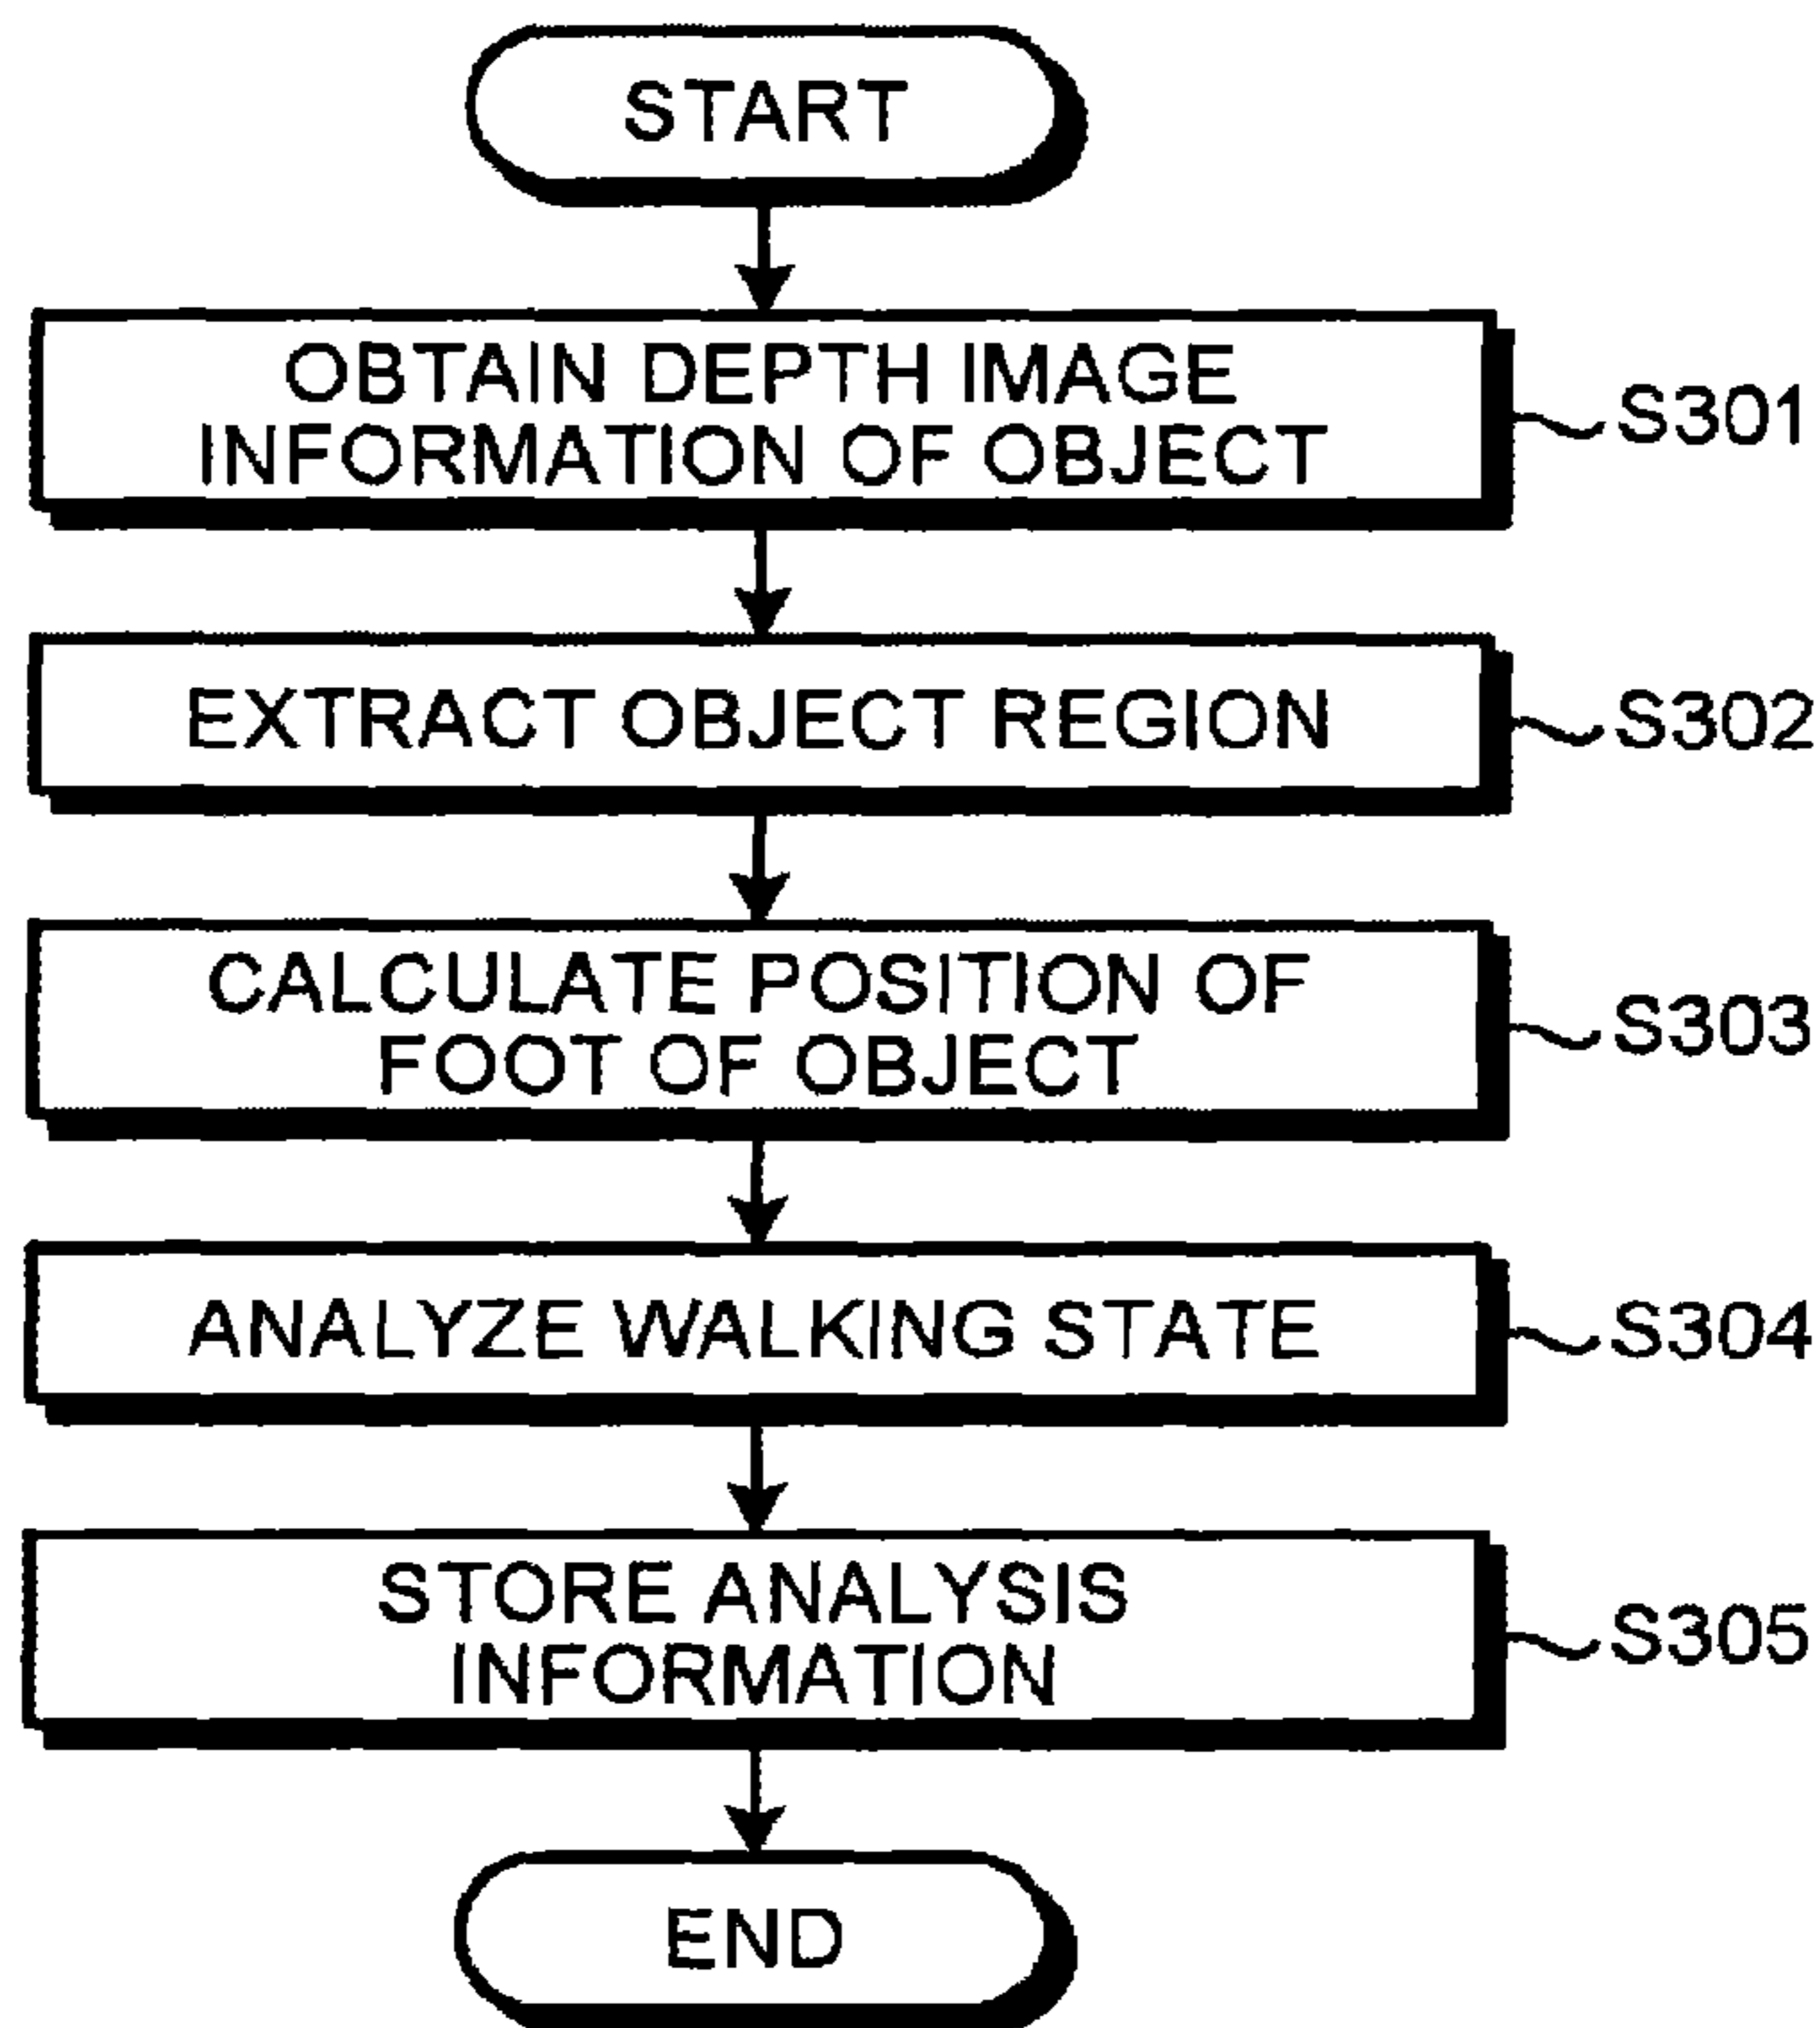 START
OBTAIN DEPTH IMAGE
INFORMATION OF OBJECT
S301
EXTRACT OBJECT REGION
S302
CALCULATE POSITION OF
FOOT OF OBJECT
S303
ANALYZE WALKING STATE
S304
STORE ANALYSIS
INFORMATION
S305
END